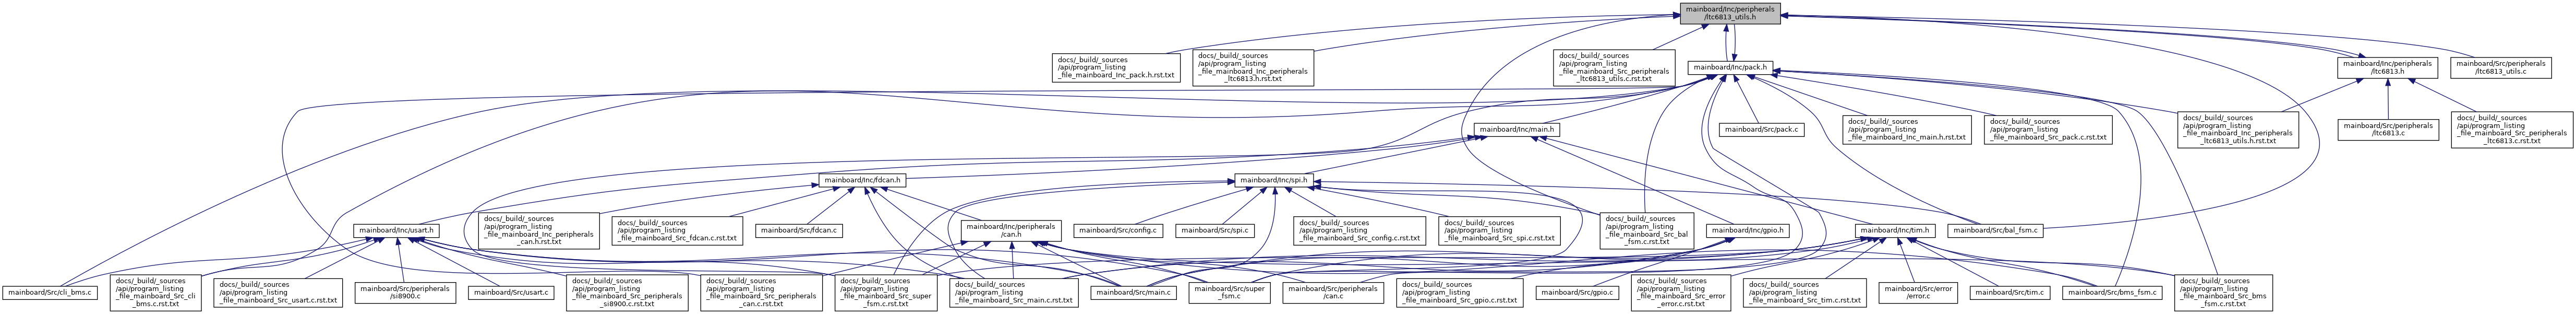 mainboard/Inc/peripherals
/ltc6813_utils.h
docs/_build/_sources
/api/program_listing
_file_mainboard_Inc_pack.h.rst.txt
docs/_build/_sources
/api/program_listing
_file_mainboard_Inc_peripherals
_ltc6813.h.rst.txt
docs/_build/_sources
/api/program_listing
_file_mainboard_Src_peripherals
_ltc6813_utils.c.rst.txt
mainboard/Inc/pack.h
mainboard/Inc/peripherals
/ltc6813.h
mainboard/Src/peripherals
/ltc6813_utils.c
mainboard/Inc/main.h
mainboard/Src/pack.c
docs/_build/_sources
/api/program_listing
_file_mainboard_Inc_main.h.rst.txt
docs/_build/_sources
/api/program_listing
_file_mainboard_Src_pack.c.rst.txt
docs/_build/_sources
/api/program_listing
_file_mainboard_Inc_peripherals
_ltc6813_utils.h.rst.txt
mainboard/Src/peripherals
/ltc6813.c
docs/_build/_sources
/api/program_listing
_file_mainboard_Src_peripherals
_ltc6813.c.rst.txt
mainboard/Inc/fdcan.h
mainboard/Inc/spi.h
mainboard/Inc/usart.h
docs/_build/_sources
/api/program_listing
_file_mainboard_Inc_peripherals
_can.h.rst.txt
docs/_build/_sources
/api/program_listing
_file_mainboard_Src_fdcan.c.rst.txt
mainboard/Src/fdcan.c
mainboard/Inc/peripherals
/can.h
mainboard/Src/config.c
mainboard/Src/spi.c
docs/_build/_sources
/api/program_listing
_file_mainboard_Src_config.c.rst.txt
docs/_build/_sources
/api/program_listing
_file_mainboard_Src_spi.c.rst.txt
docs/_build/_sources
/api/program_listing
_file_mainboard_Src_bal
_fsm.c.rst.txt
mainboard/Inc/gpio.h
mainboard/Inc/tim.h
mainboard/Src/bal_fsm.c
mainboard/Src/cli_bms.c
docs/_build/_sources
/api/program_listing
_file_mainboard_Src_cli
_bms.c.rst.txt
docs/_build/_sources
/api/program_listing
_file_mainboard_Src_usart.c.rst.txt
mainboard/Src/peripherals
/si8900.c
mainboard/Src/usart.c
docs/_build/_sources
/api/program_listing
_file_mainboard_Src_peripherals
_si8900.c.rst.txt
docs/_build/_sources
/api/program_listing
_file_mainboard_Src_peripherals
_can.c.rst.txt
docs/_build/_sources
/api/program_listing
_file_mainboard_Src_super
_fsm.c.rst.txt
docs/_build/_sources
/api/program_listing
_file_mainboard_Src_main.c.rst.txt
mainboard/Src/main.c
mainboard/Src/super
_fsm.c
mainboard/Src/peripherals
/can.c
docs/_build/_sources
/api/program_listing
_file_mainboard_Src_gpio.c.rst.txt
mainboard/Src/gpio.c
docs/_build/_sources
/api/program_listing
_file_mainboard_Src_error
_error.c.rst.txt
docs/_build/_sources
/api/program_listing
_file_mainboard_Src_tim.c.rst.txt
mainboard/Src/error
/error.c
mainboard/Src/tim.c
mainboard/Src/bms_fsm.c
docs/_build/_sources
/api/program_listing
_file_mainboard_Src_bms
_fsm.c.rst.txt